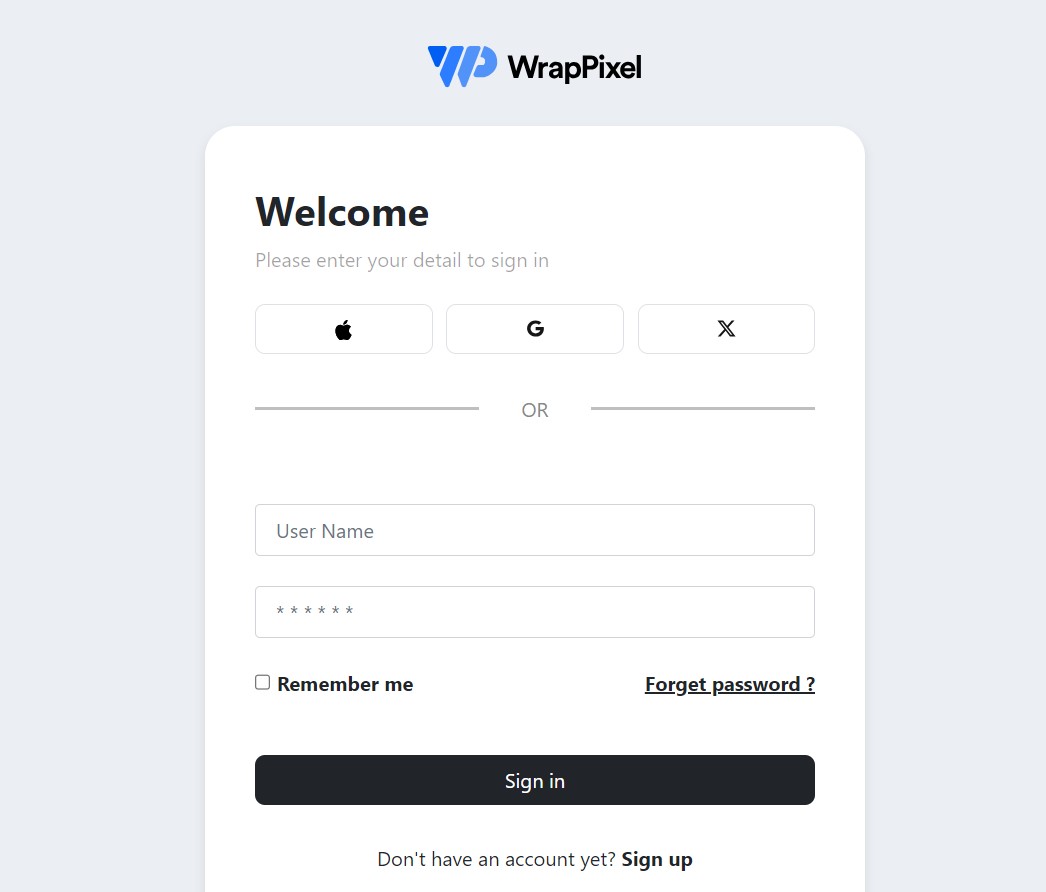 WrapPixel
Welcome
Please enter your detail to sign in
OR
User Name
* * * * * *
Remember me
Forget password ?
Sign in
Don't have an account yet? Sign up